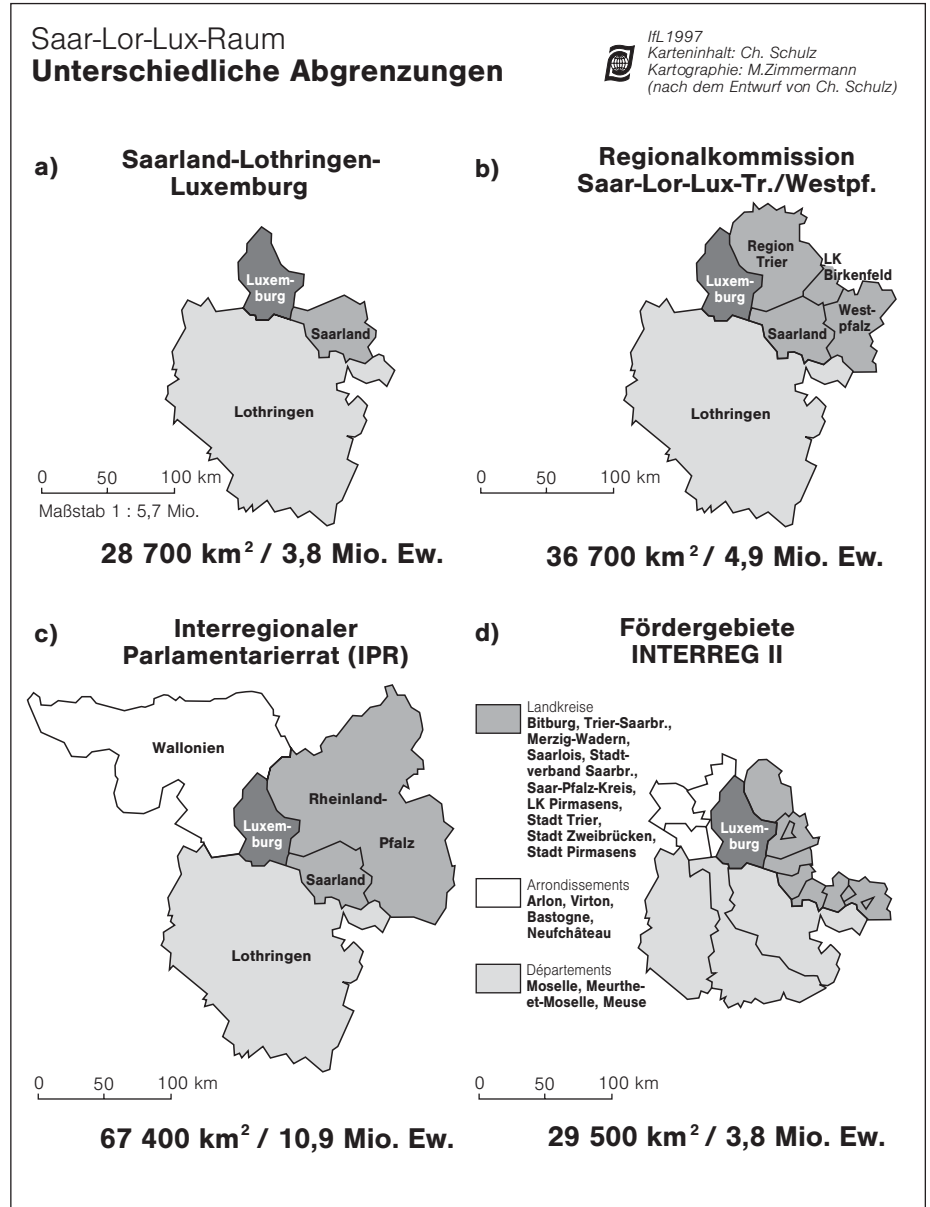 Saar-Lor-Lux-Raum
Unterschiedliche Abgrenzungen
IfL1997
Karteninhalt: Ch. Schulz
Kartographie: M.Zimmermann
(nach dem Entwurf von Ch. Schulz)
a)
Saarland-Lothringen-
Luxemburg
Luxem-
burg
Saarland
Lothringen
0 50 100 km
Maßstab 1 : 5,7 Mio.
28 700 km² / 3,8 Mio. Ew.
b)
Regionalkommission
Saar-Lor-Lux-Tr./Westpf.
Region
Trier
LK
Birkenfeld
Luxem-
burg
West-
pfalz
Saarland
Lothringen
0 50 100 km
36 700 km² / 4,9 Mio. Ew.
c)
Interregionaler
Parlamentarierrat (IPR)
Wallonien
Rheinland-
Pfalz
Luxem-
burg
Saarland
Lothringen
0 50 100 km
67 400 km² / 10,9 Mio. Ew.
d)
Fördergebiete
INTERREG II
Landkreise
Bitburg, Trier-Saarbr.,
Merzig-Wadern,
Saarlois, Stadt-
verband Saarbr.,
Saar-Pfalz-Kreis,
LK Pirmasens,
Stadt Trier,
Stadt Zweibrücken,
Stadt Pirmasens
Arrondissements
Arlon, Virton,
Bastogne,
Neufchâteau
Départements
Moselle, Meurthe-
et-Moselle, Meuse
Luxem-
burg
0 50 100 km
29 500 km² / 3,8 Mio. Ew.